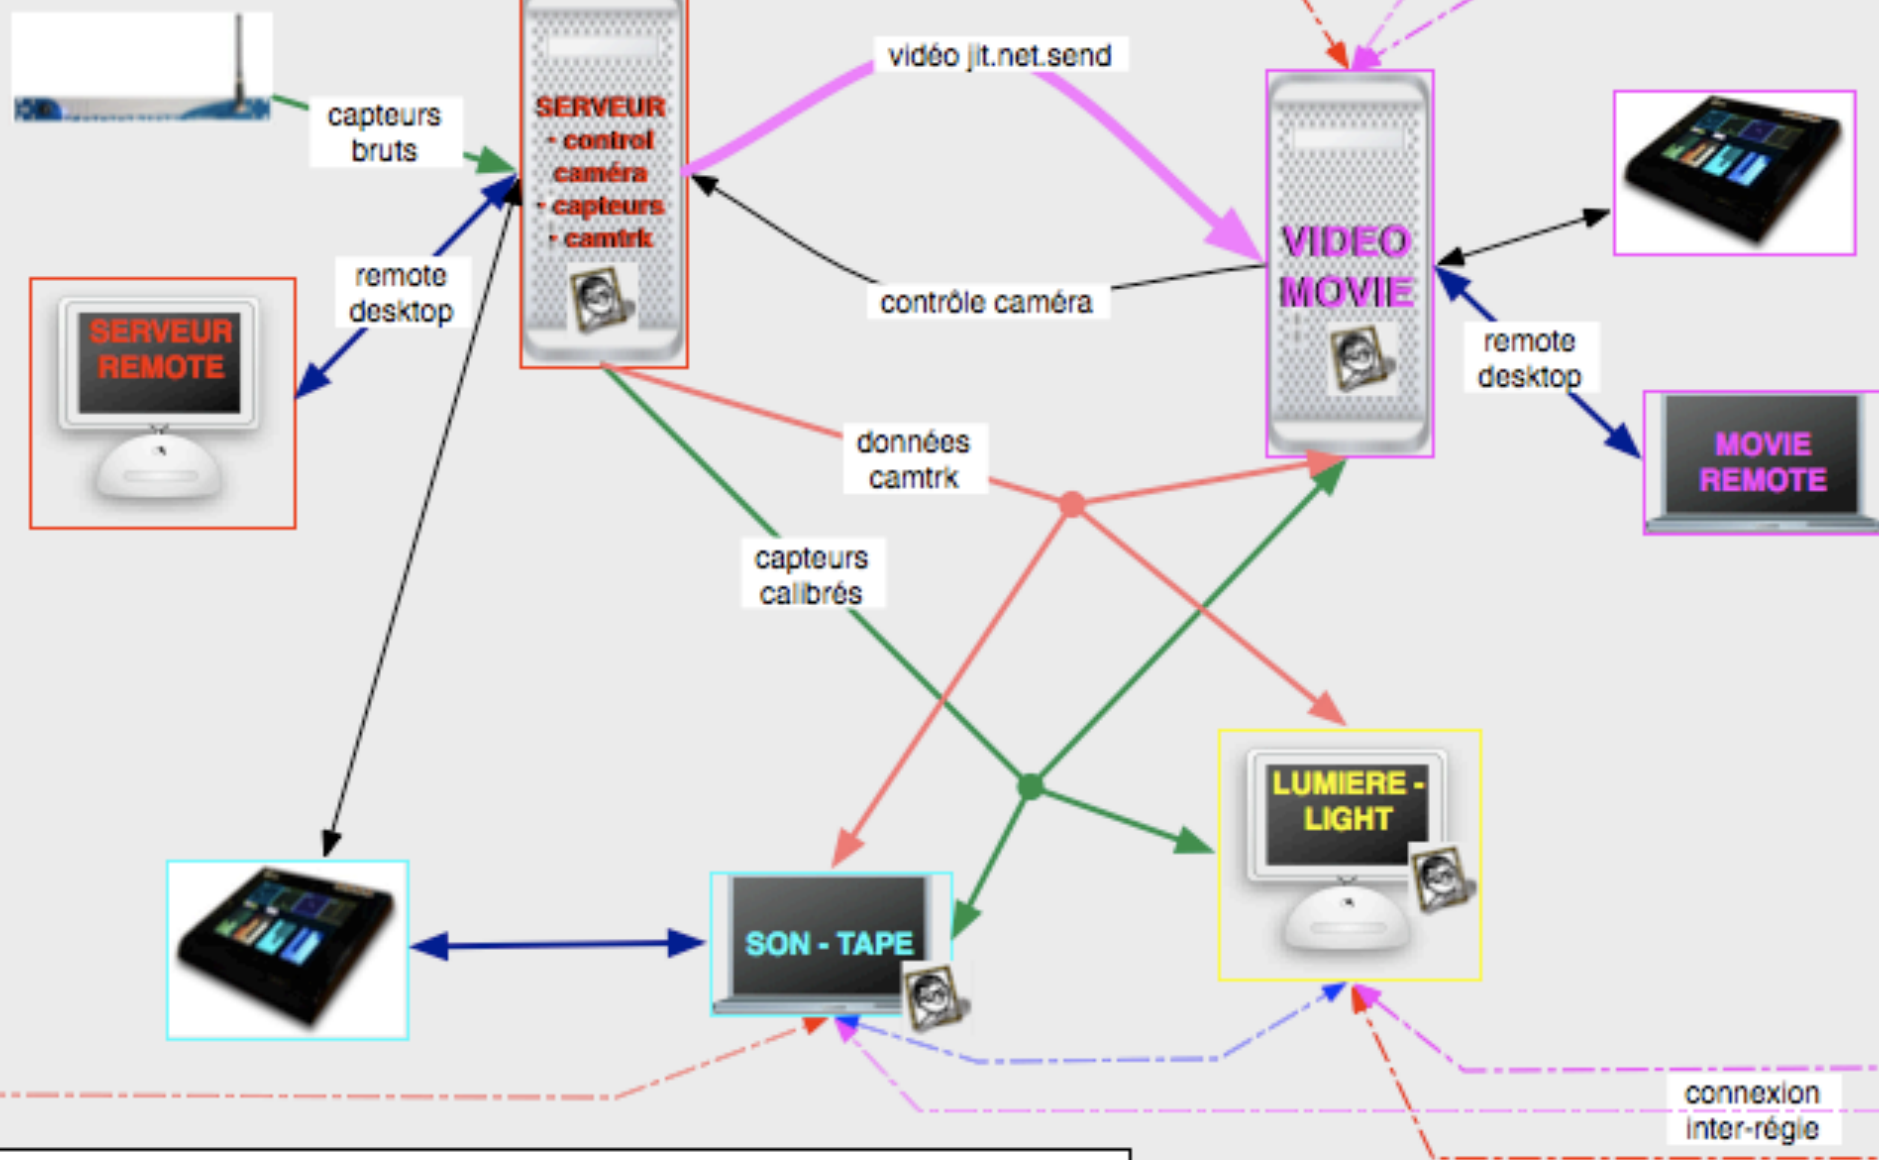 vidéo jit.net.send
capteurs
bruts
SERVEUR
- control
caméra
- capteurs
- camtrk
VIDEO
MOVIE
remote
desktop
contrôle caméra
SERVEUR
REMOTE
remote
desktop
MOVIE
REMOTE
données
camtrk
capteurs
calibrés
LUMIERE -
LIGHT
SON - TAPE
connexion
inter-régie